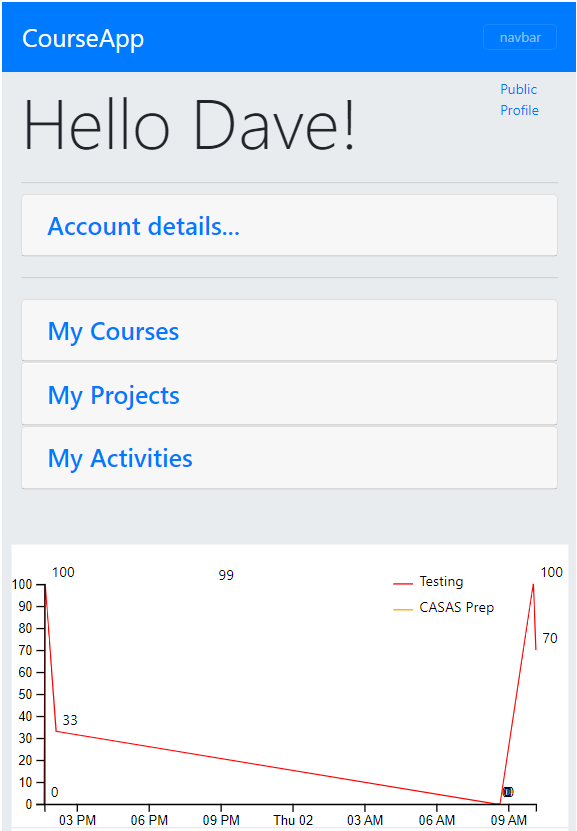 CourseApp
navbar
Public
Profile
Hello Dave!
Account details...
My Courses
My Projects
My Activities
100
99
100
Testing
CASAS Prep
100
90
80
70
60
50
40
30
20
10
0
70
33
0
03 PM
06 PM
09 PM
Thu 02
03 AM
06 AM
09 AM